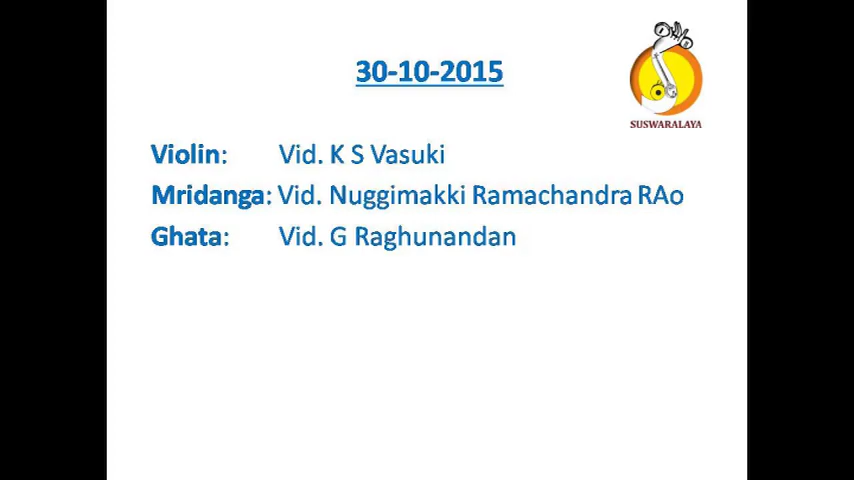 30-10-2015
SUSWARALAYA
Violin: Vid. K S Vasuki
Mridanga: Vid. Nuggimakki Ramachandra RAo
Ghata: Vid. G Raghunandan